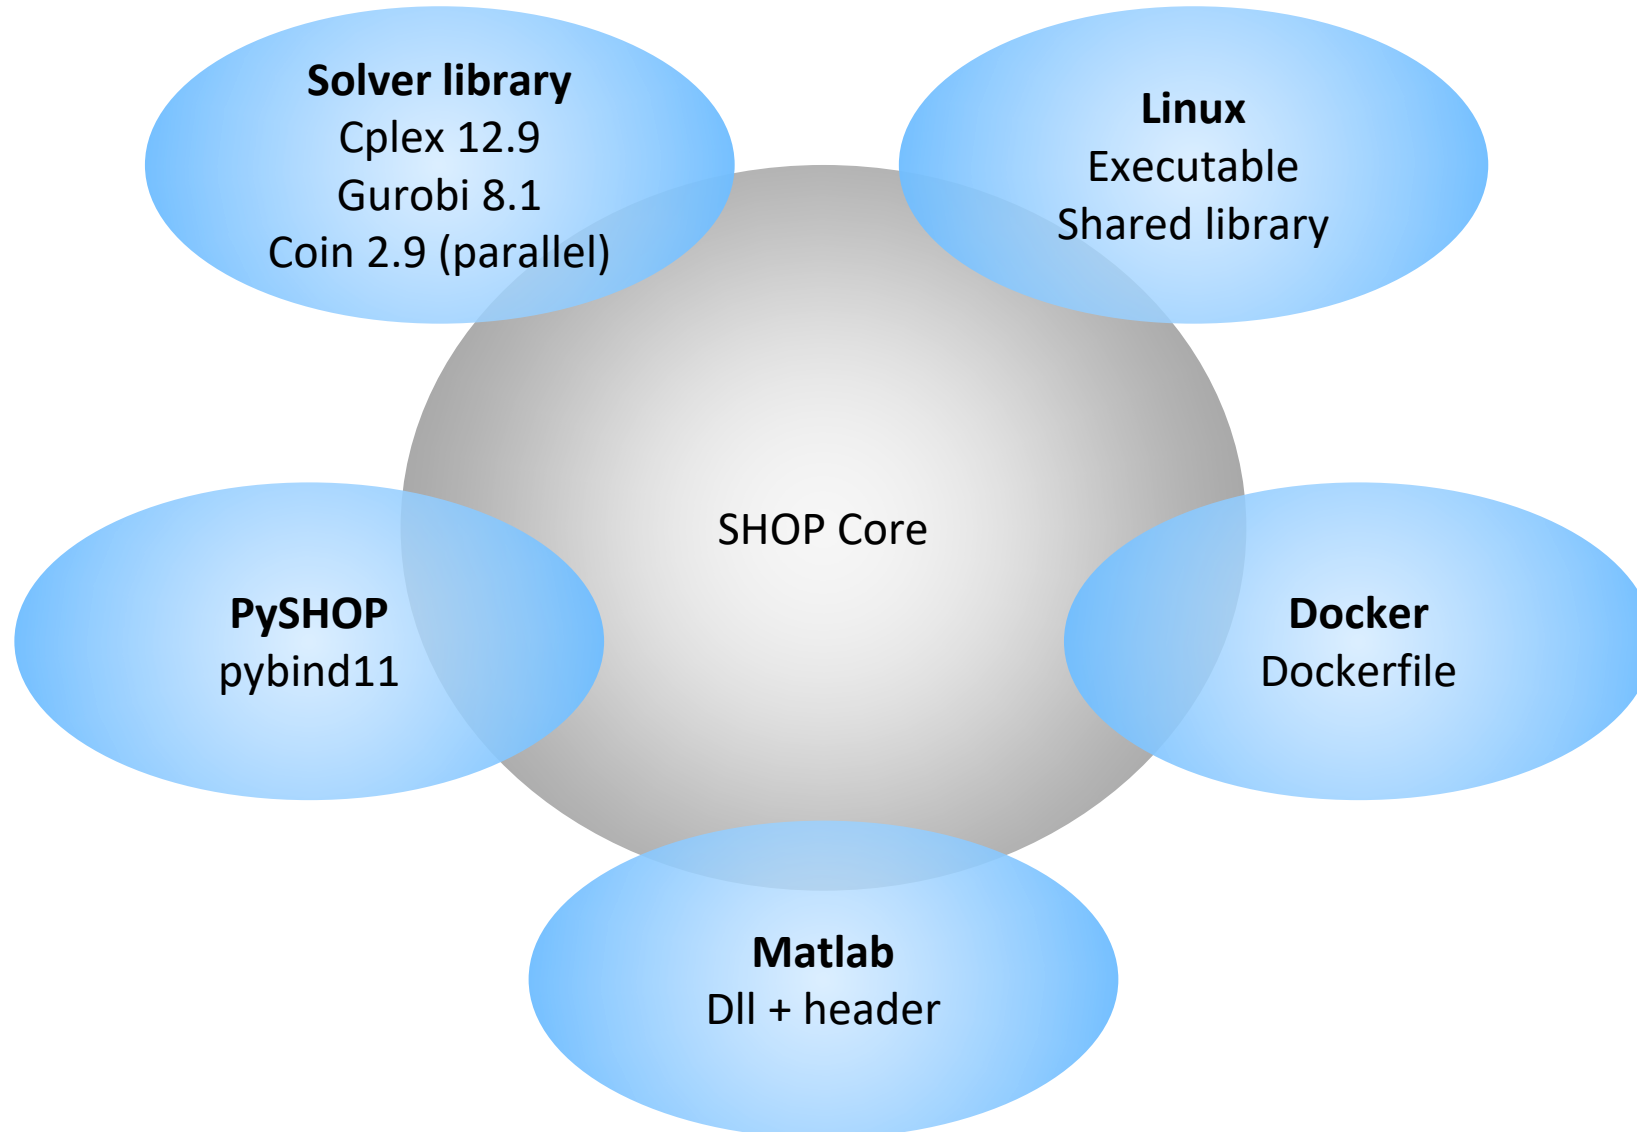 Solver library
Cplex 12.9
Gurobi 8.1
Coin 2.9 (parallel)
Linux
Executable
Shared library
SHOP Core
PySHOP
pybind11
Docker
Dockerfile
Matlab
Dll + header